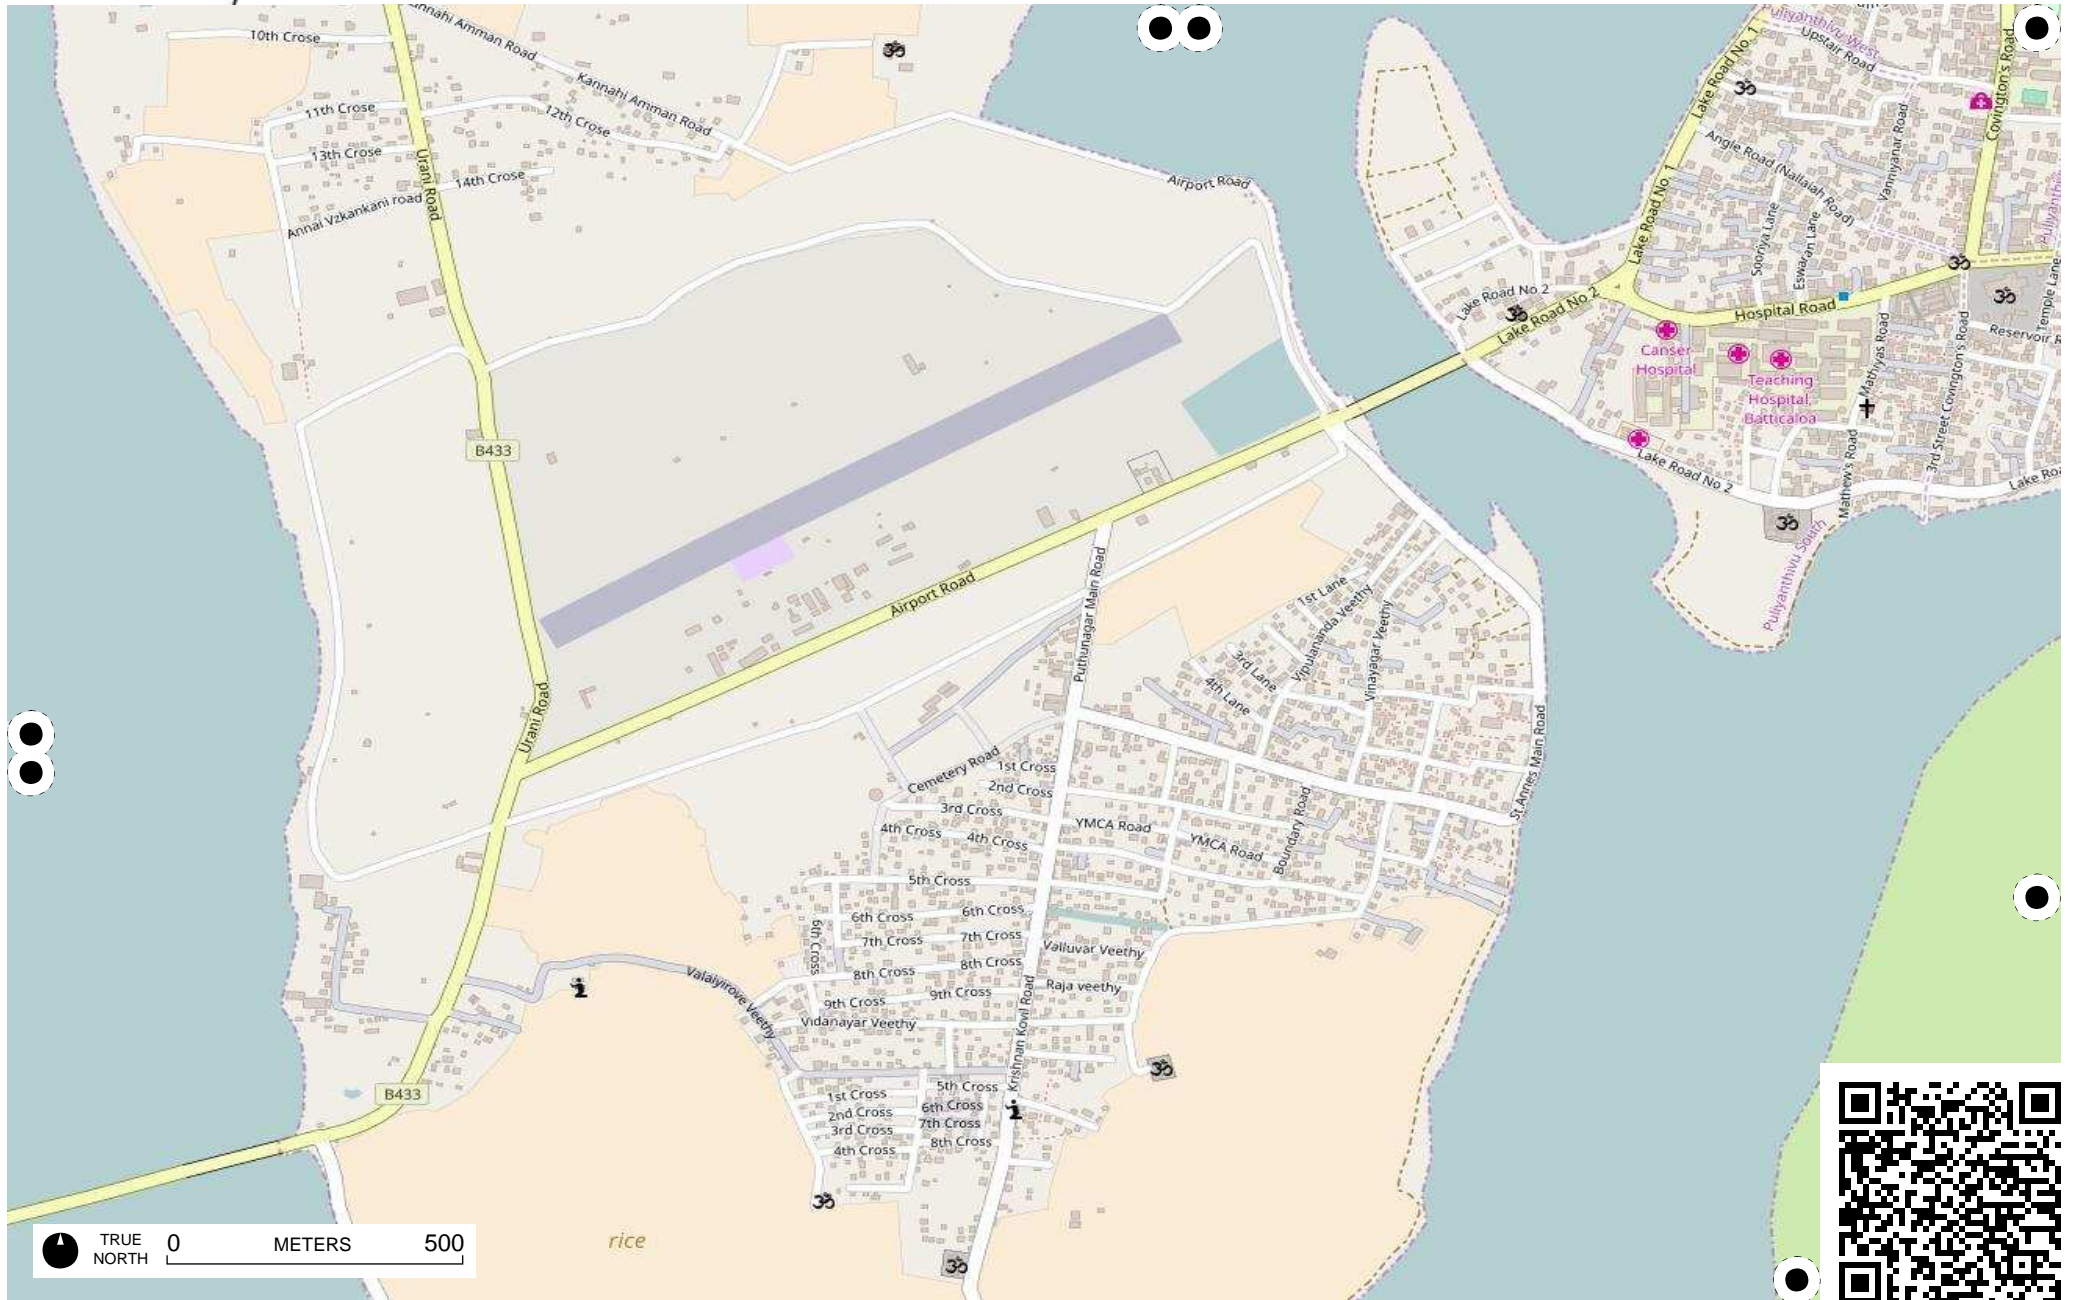 10th Crose
Kannahi Amman Road
11th Crose
12th Crose
13th Crose
14th Crose
Annai Vzkankani road
Urani Road
Airport Road
Puliyanthivu West
Upstair Road
Lake Road No. 1
Covington's Road
Angle Road (Nallaiah Road)
Vanniyanar Road
Lake Road No. 1
Sooriya Lane
Eswaran Lane
Lake Road No 2
Lake Road No 2
Hospital Road
Temple Lane
Reservoir R
Canser
Hospital
Teaching
Hospital,
Batticaloa
Mathiyas Road
3rd Street Covington's Road
Mathew's Road
Lake Road No 2
Lake Roa
Puliyanthivu South
B433
Airport Road
Puthunagar Main Road
1st Lane
Vipulananda Veethy
Vinayagar Veethy
3rd Lane
4th Lane
Urani Road
St.Annes Main Road
Cemetery Road
1st Cross
2nd Cross
3rd Cross
4th Cross
4th Cross
YMCA Road
YMCA Road
Boundary Road
5th Cross
6th Cross
6th Cross
6th Cross
7th Cross
7th Cross
Valluvar Veethy
8th Cross
8th Cross
9th Cross
9th Cross
Raja veethy
Valaiyirove Veethy
Vidanayar Veethy
Krishnan Kovil Road
B433
5th Cross
1st Cross
6th Cross
2nd Cross
7th Cross
3rd Cross
8th Cross
4th Cross
rice
TRUE
NORTH
0 METERS 500